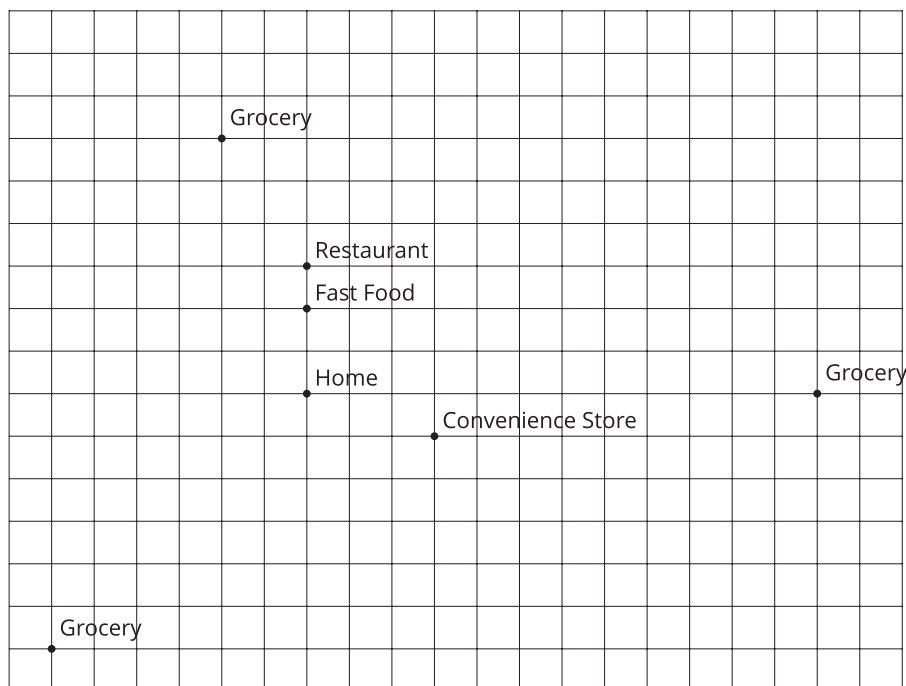 Grocery
Restaurant
Fast Food
Home
Grocery
Convenience Store
Grocery